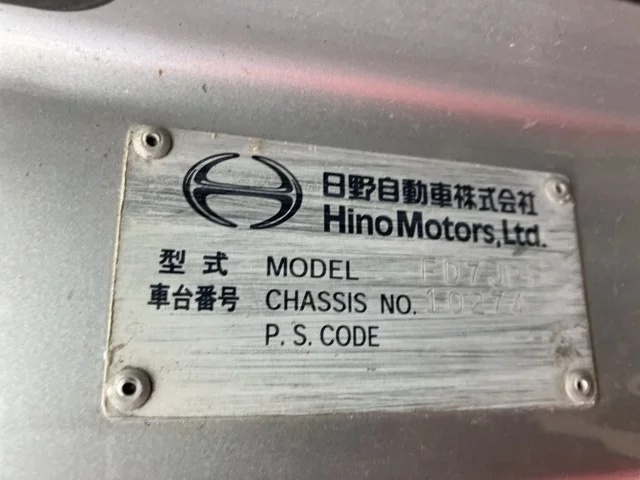 日野自動車株式会社
Hino Motors, Ltd.
型式 MODEL
車台番号 CHASSIS NO. 10274
P. S. CODE